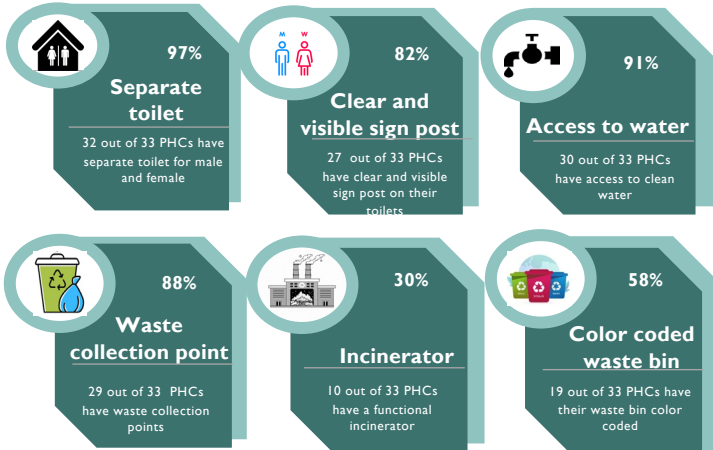 97%
Separate
toilet
32 out of 33 PHCs have
separate toilet for male
and female
M W
82%
Clear and
visible sign post
27 out of 33 PHCs
have clear and visible
sign post on their
toilets
91%
Access to water
30 out of 33 PHCs
have access to clean
water
88%
Waste
collection point
29 out of 33 PHCs
have waste collection
points
30%
Incinerator
10 out of 33 PHCs
have a functional
incinerator
58%
Color coded
waste bin
19 out of 33 PHCs have
their waste bin color
coded